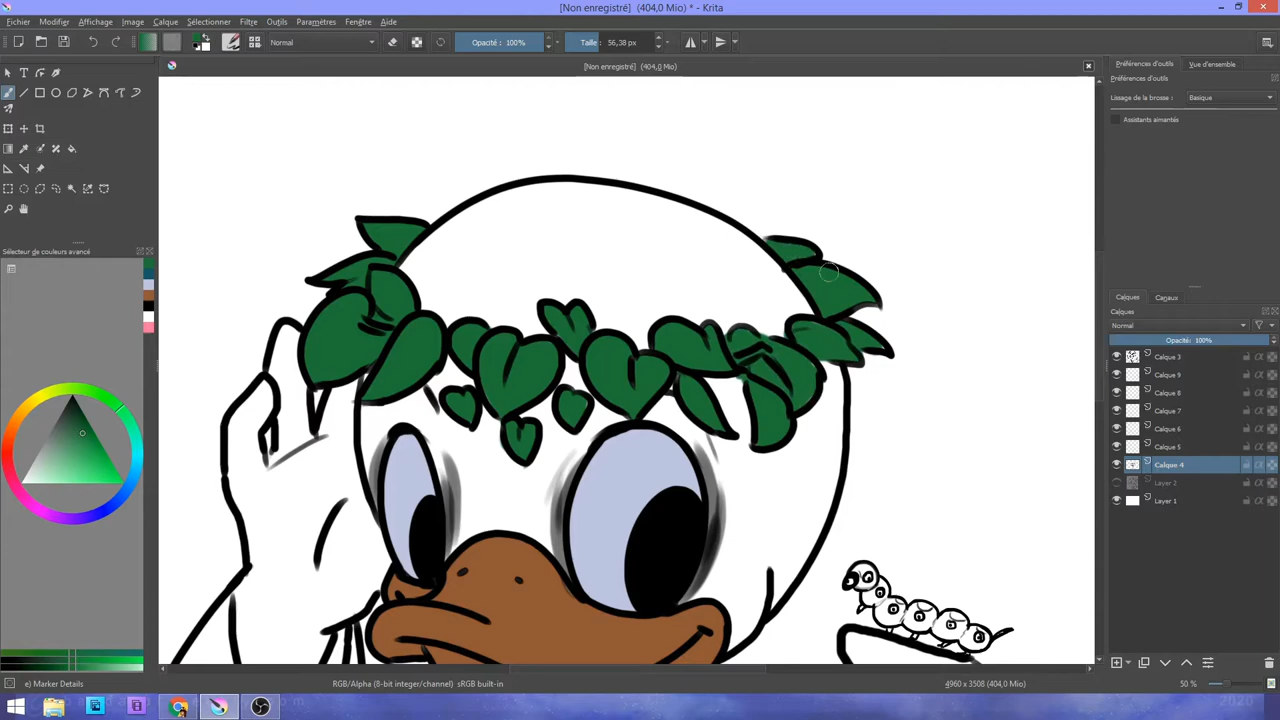 [Non enregistré] (404,0 Mio) * - Krita
Fichier Modifier Affichage Image Calque Sélectionner Filtre Outils Paramètres Fenêtre Aide
Normal
Opacité : 100%
Taille : 56,38 px
[Non enregistré] (404,0 Mio)
Préférences d'outils
Vue d'ensemble
Préférences d'outils
Lissage de la brosse :
Basique
Assistants aimantés
Sélecteur de couleurs avancé
Calques
Canaux
Calques
Normal
Opacité : 100%
Calque 3
Calque 9
Calque 8
Calque 7
Calque 6
Calque 5
Calque 4
Layer 2
Layer 1
e) Marker Details
RGB/Alpha (8-bit integer/channel) sRGB built-in
4960 x 3508 (404,0 Mio)
50 %
2020